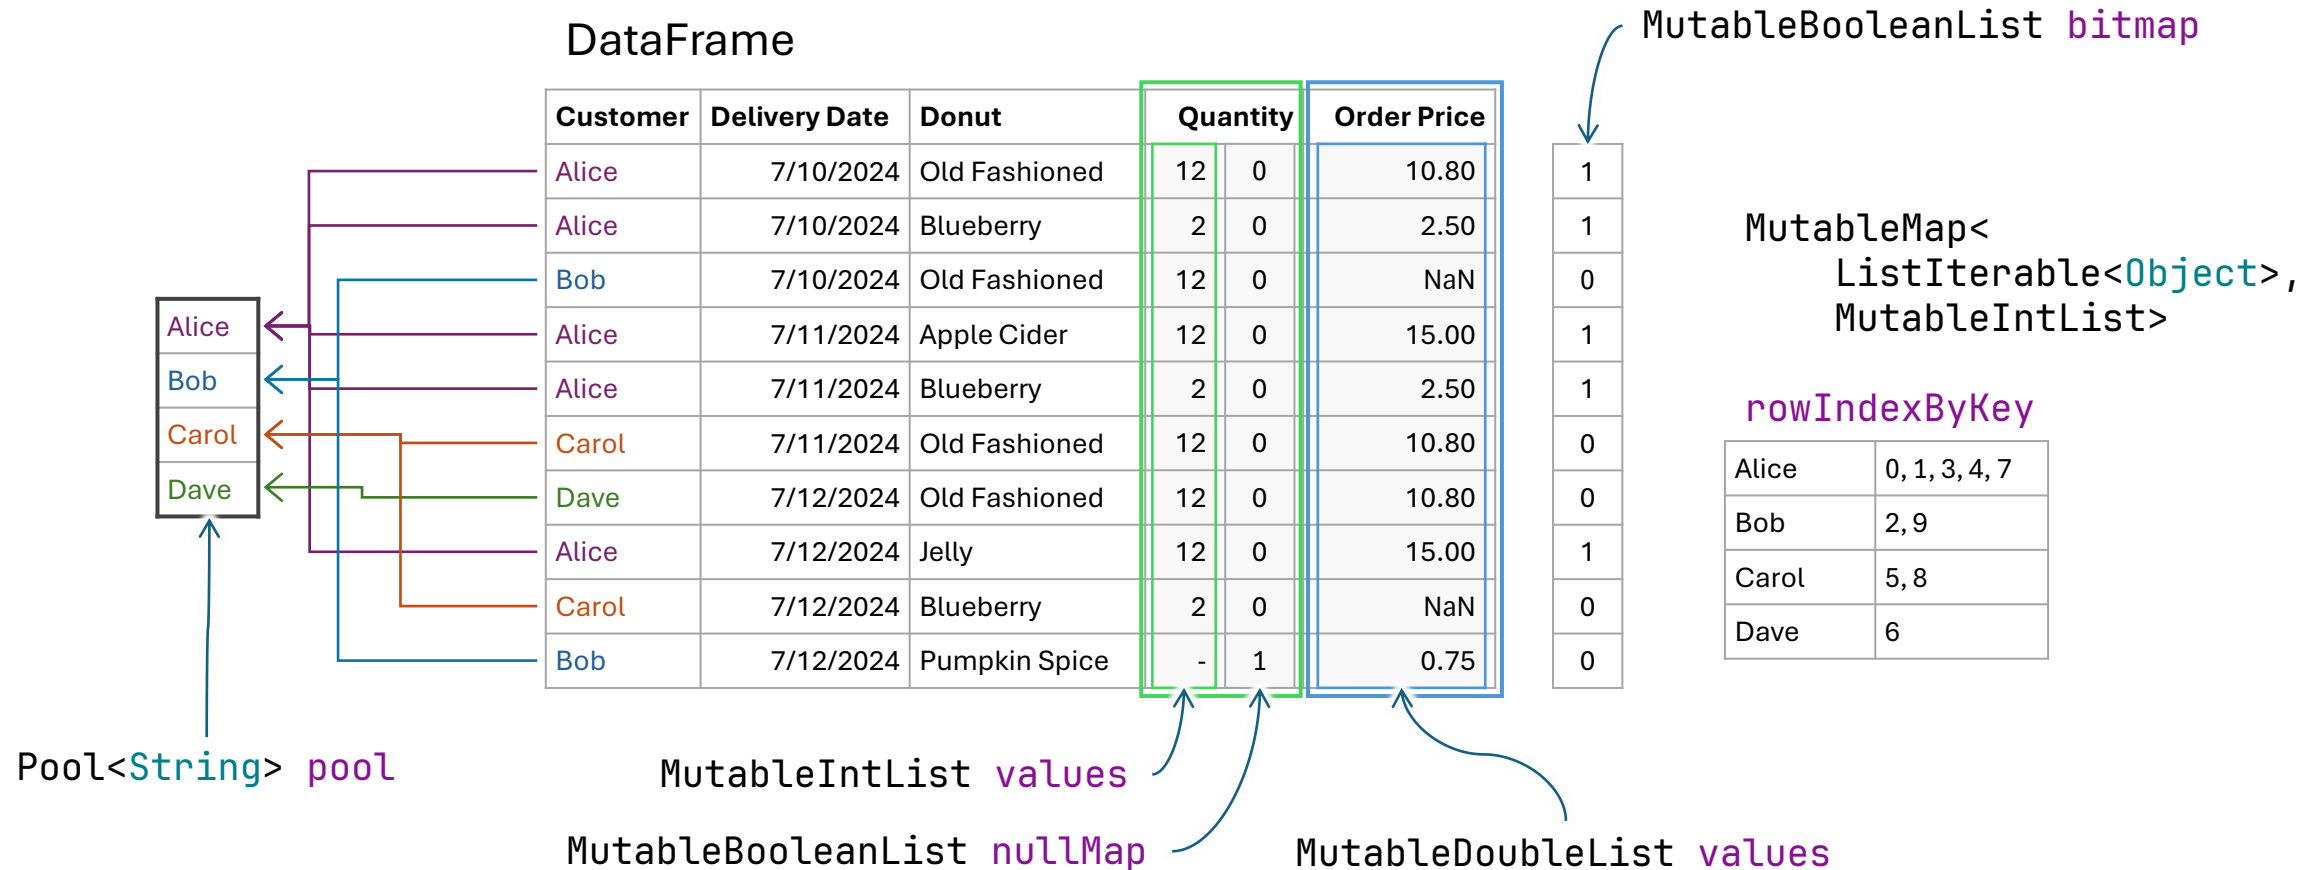 MutableBooleanList bitmap
DataFrame
Customer Delivery Date Donut Quantity Order Price
Alice 7/10/2024 Old Fashioned 12 0 10.80 1
Alice 7/10/2024 Blueberry 2 0 2.50 1
Bob 7/10/2024 Old Fashioned 12 0 NaN 0
Alice 7/11/2024 Apple Cider 12 0 15.00 1
Alice 7/11/2024 Blueberry 2 0 2.50 1
Carol 7/11/2024 Old Fashioned 12 0 10.80 0
Dave 7/12/2024 Old Fashioned 12 0 10.80 0
Alice 7/12/2024 Jelly 12 0 15.00 1
Carol 7/12/2024 Blueberry 2 0 NaN 0
Bob 7/12/2024 Pumpkin Spice - 1 0.75 0
Alice
Bob
Carol
Dave
MutableMap<
ListIterable<Object>,
MutableIntList>
rowIndexByKey
Alice 0, 1, 3, 4, 7
Bob 2, 9
Carol 5, 8
Dave 6
Pool<String> pool
MutableIntList values
MutableBooleanList nullMap
MutableDoubleList values